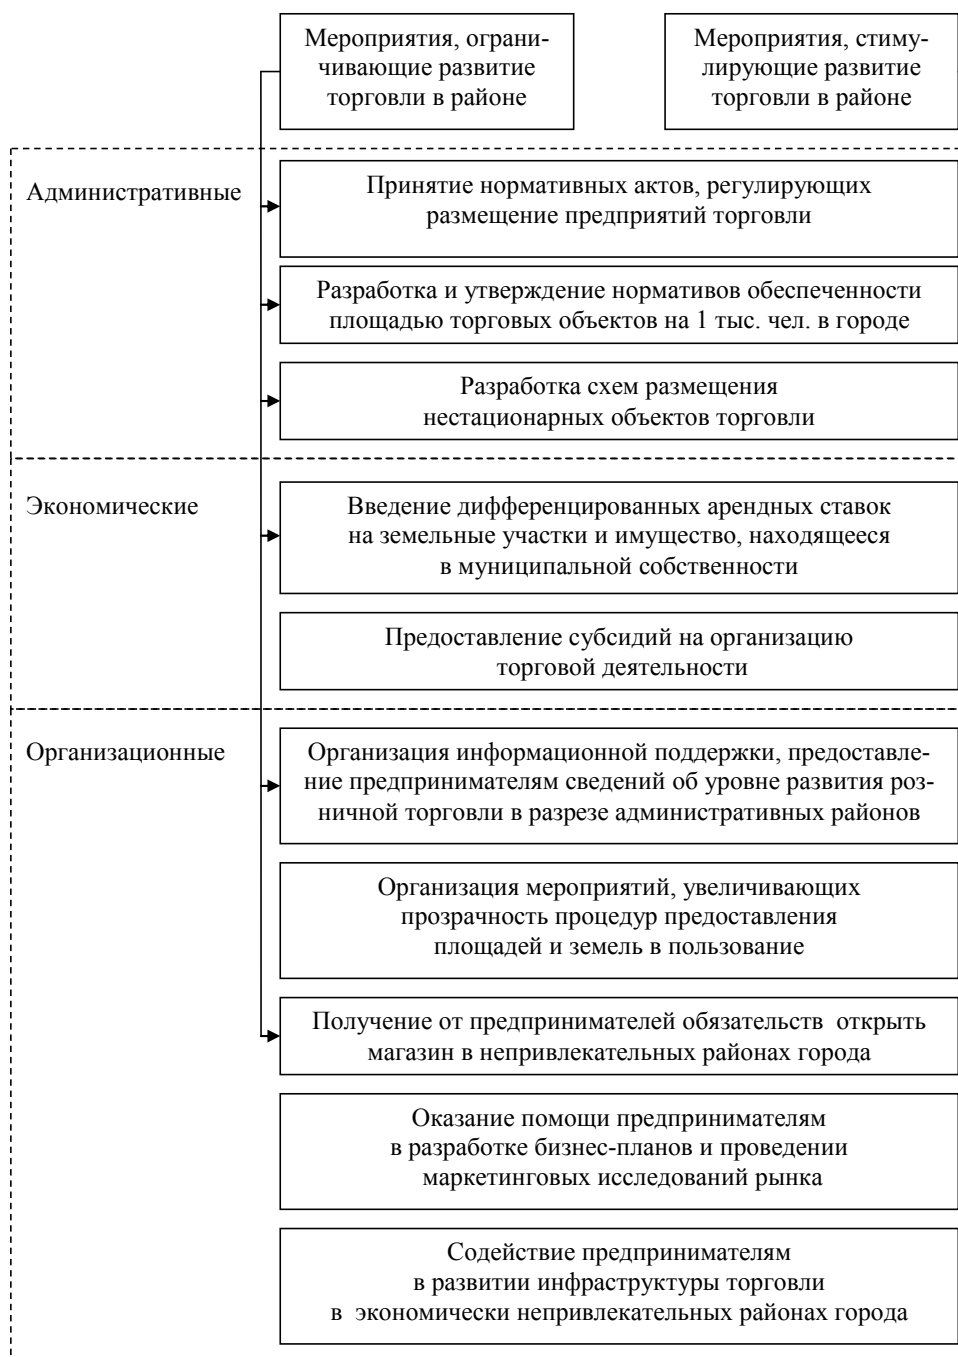 Мероприятия, ограни-
чивающие развитие
торговли в районе
Мероприятия, стиму-
лирующие развитие
торговли в районе
Административные
Принятие нормативных актов, регулирующих
размещение предприятий торговли
Разработка и утверждение нормативов обеспеченности
площадью торговых объектов на 1 тыс. чел. в городе
Разработка схем размещения
нестационарных объектов торговли
Экономические
Введение дифференцированных арендных ставок
на земельные участки и имущество, находящееся
в муниципальной собственности
Предоставление субсидий на организацию
торговой деятельности
Организационные
Организация информационной поддержки, предоставле-
ние предпринимателям сведений об уровне развития роз-
ничной торговли в разрезе административных районов
Организация мероприятий, увеличивающих
прозрачность процедур предоставления
площадей и земель в пользование
Получение от предпринимателей обязательств открыть
магазин в непривлекательных районах города
Оказание помощи предпринимателям
в разработке бизнес-планов и проведении
маркетинговых исследований рынка
Содействие предпринимателям
в развитии инфраструктуры торговли
в экономически непривлекательных районах города